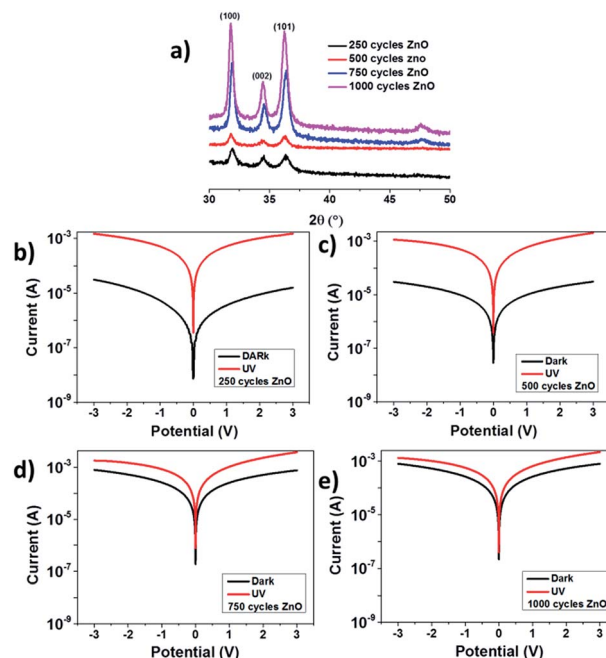 a)
(100)
(002)
(101)
250 cycles ZnO
500 cycles zno
750 cycles ZnO
1000 cycles ZnO
30 35 40 45 50
2θ (°)
b)
Current (A)
10⁻³
10⁻⁵
10⁻⁷
10⁻⁹
DARk
UV
250 cycles ZnO
-3 -2 -1 0 1 2 3
Potential (V)
c)
Current (A)
10⁻³
10⁻⁵
10⁻⁷
10⁻⁹
Dark
UV
500 cycles ZnO
-3 -2 -1 0 1 2 3
Potential (V)
d)
Current (A)
10⁻³
10⁻⁵
10⁻⁷
10⁻⁹
Dark
UV
750 cycles ZnO
-3 -2 -1 0 1 2 3
Potential (V)
e)
Current (A)
10⁻³
10⁻⁵
10⁻⁷
10⁻⁹
Dark
UV
1000 cycles ZnO
-3 -2 -1 0 1 2 3
Potential (V)